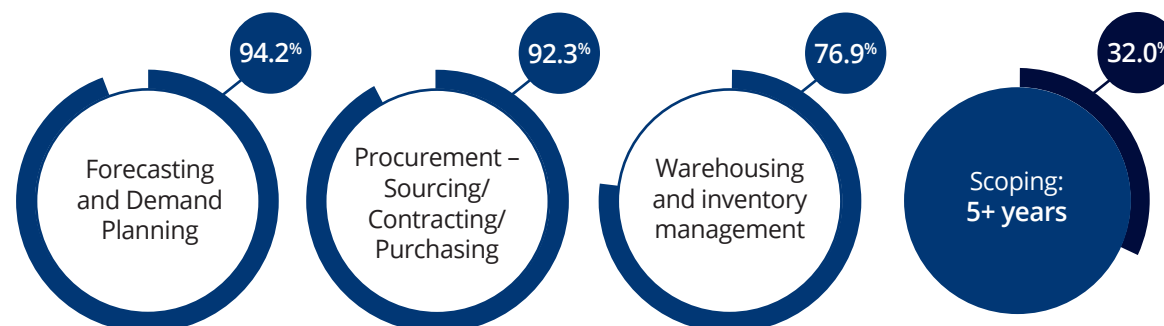 94.2%
Forecasting
and Demand
Planning
92.3%
Procurement –
Sourcing/
Contracting/
Purchasing
76.9%
Warehousing
and inventory
management
32.0%
Scoping:
5+ years